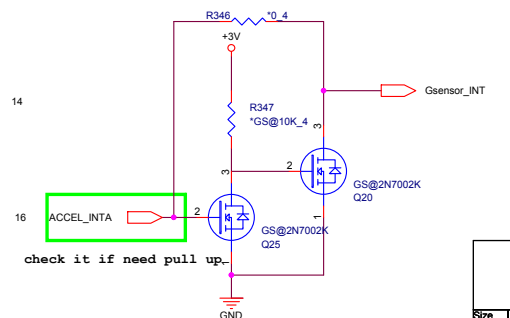 R346 *0_4
+3V
14
Gsensor_INT
R347
*GS@10K_4
3
3
2
GS@2N7002K
Q20
16 ACCEL_INTA
2
1
GS@2N7002K
Q25
check it if need pull up.
1
GND
Size